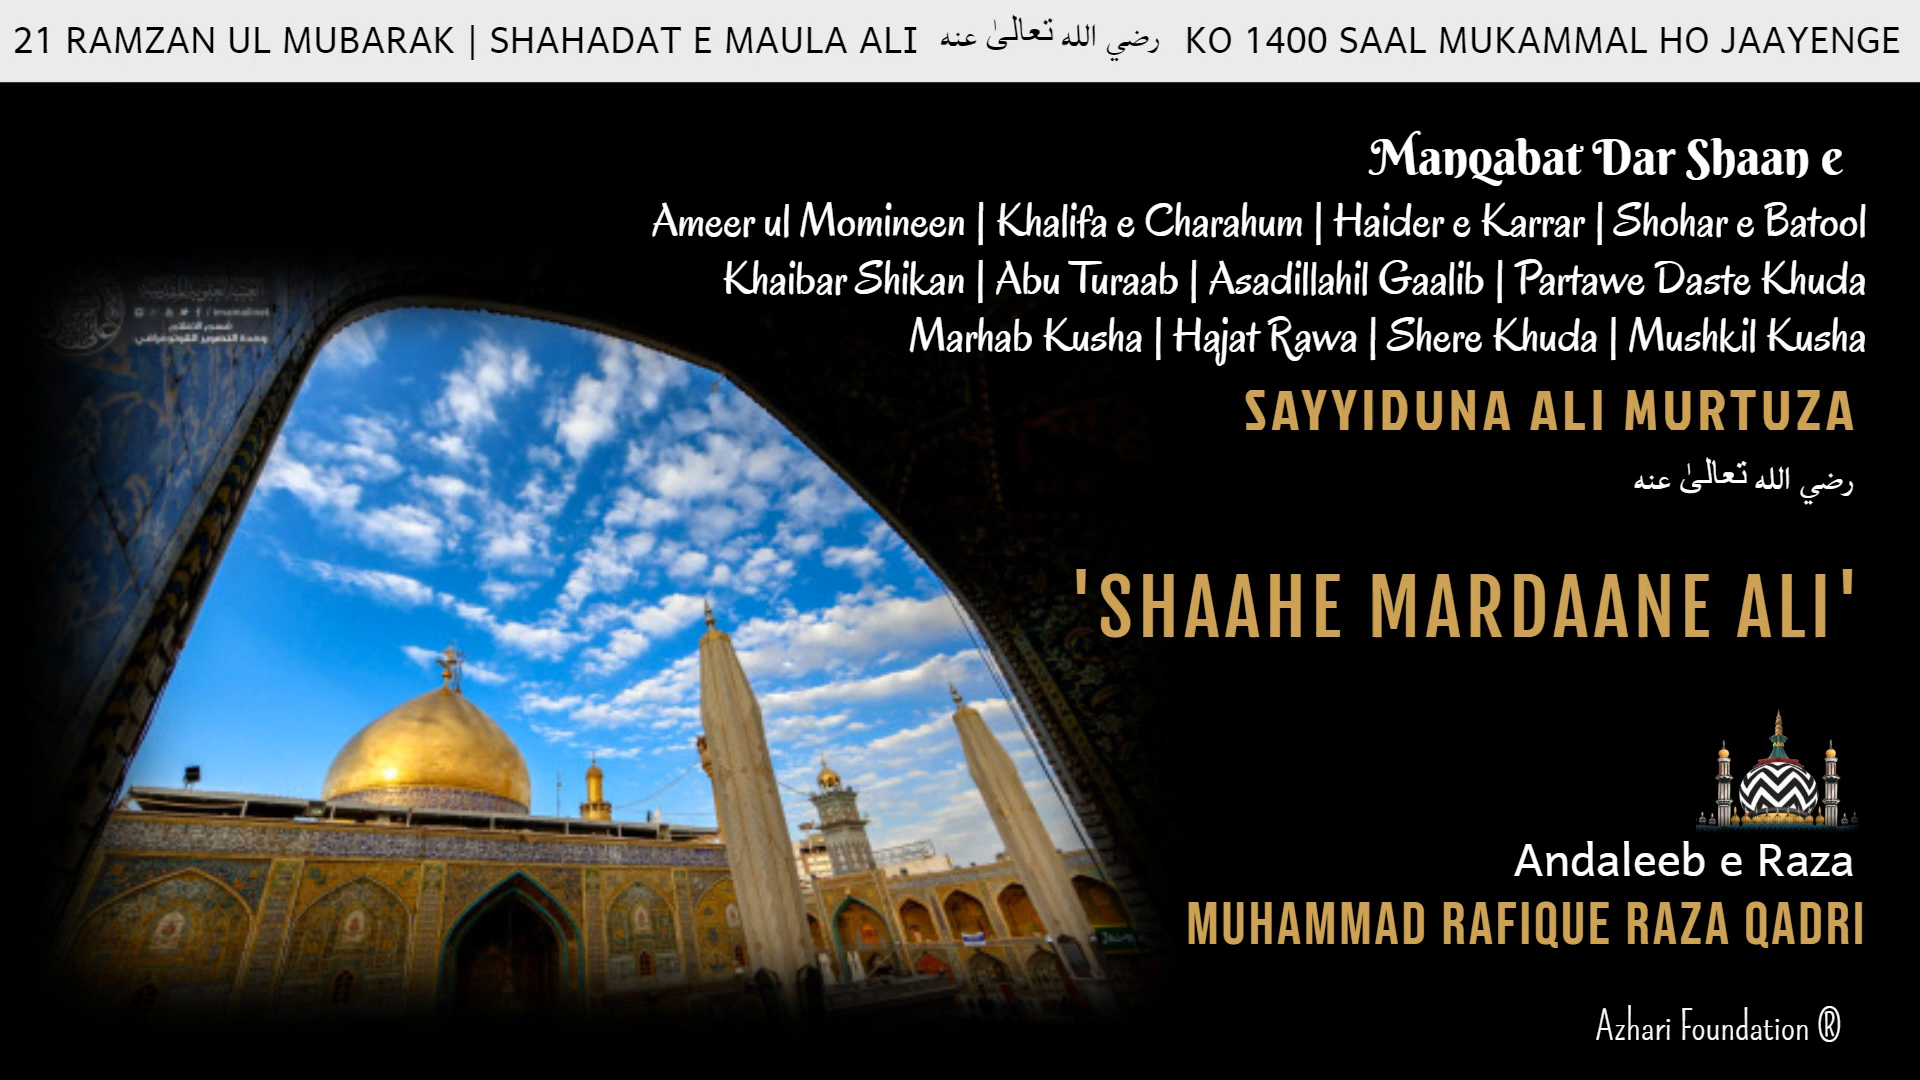 21 RAMZAN UL MUBARAK | SHAHADAT E MAULA ALI رضي الله تعالىٰ عنه KO 1400 SAAL MUKAMMAL HO JAAYENGE
Manqabat Dar Shaan e
Ameer ul Momineen | Khalifa e Charahum | Haider e Karrar | Shohar e Batool
Khaibar Shikan | Abu Turaab | Asadillahil Gaalib | Partawe Daste Khuda
Marhab Kusha | Hajat Rawa | Shere Khuda | Mushkil Kusha
SAYYIDUNA ALI MURTUZA
رضي الله تعالىٰ عنه
'SHAAHE MARDAANE ALI'
Andaleeb e Raza
MUHAMMAD RAFIQUE RAZA QADRI
Azhari Foundation ®